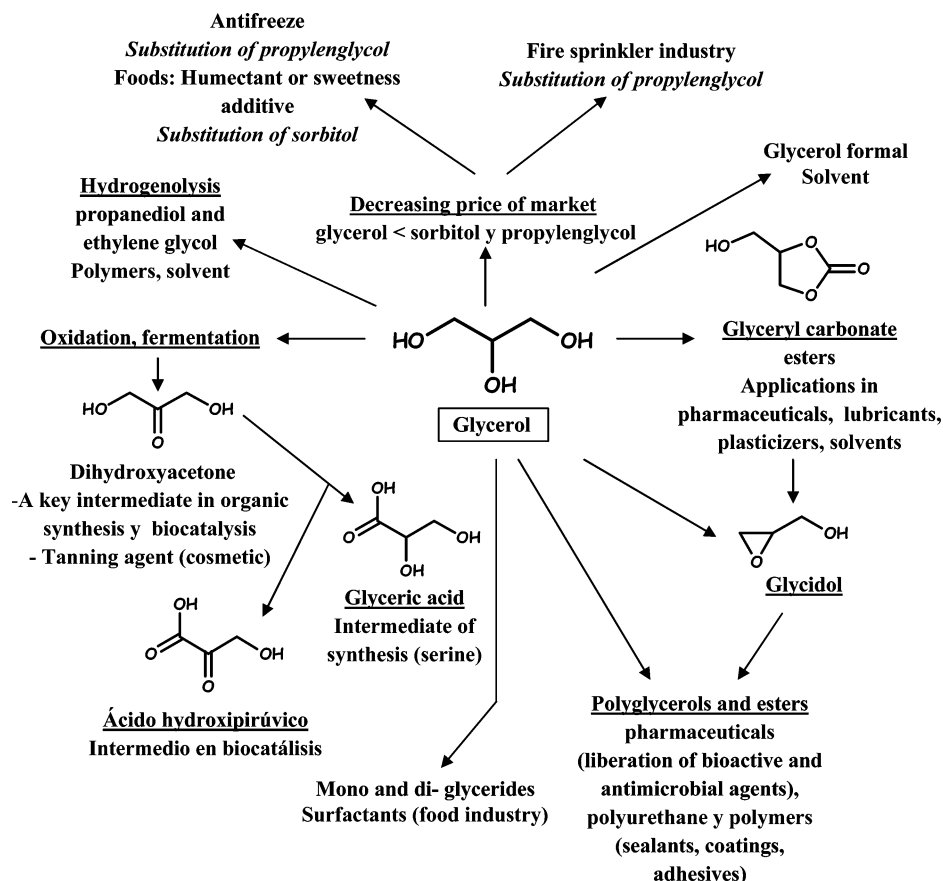 Antifreeze
Substitution of propylenglycol
Foods: Humectant or sweetness
additive
Substitution of sorbitol
Fire sprinkler industry
Substitution of propylenglycol
Glycerol formal
Solvent
Hydrogenolysis
propanediol and
ethylene glycol
Polymers, solvent
Decreasing price of market
glycerol < sorbitol y propylenglycol
HO
O
O
O
Oxidation, fermentation
HO
OH
OH
Glycerol
Glyceryl carbonate
esters
Applications in
pharmaceuticals, lubricants,
plasticizers, solvents
HO
OH
O
Dihydroxyacetone
-A key intermediate in organic
synthesis y biocatalysis
- Tanning agent (cosmetic)
OH
O
OH
OH
Glyceric acid
Intermediate of
synthesis (serine)
O
OH
Glycidol
OH
O
OH
O
Ácido hydroxipirúvico
Intermedio en biocatálisis
Mono and di- glycerides
Surfactants (food industry)
Polyglycerols and esters
pharmaceuticals
(liberation of bioactive and
antimicrobial agents),
polyurethane y polymers
(sealants, coatings,
adhesives)